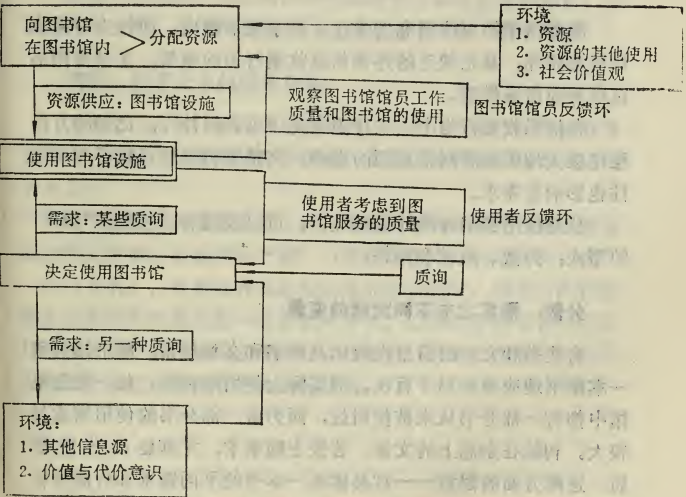 向图书馆
在图书馆内
分配资源
环境
1. 资源
2. 资源的其他使用
3. 社会价值观
资源供应：图书馆设施
观察图书馆馆员工作
质量和图书馆的使用
图书馆馆员反馈环
使用图书馆设施
需求：某些质询
使用者考虑到图
书馆服务的质量
使用者反馈环
决定使用图书馆
质询
需求：另一种质询
环境：
1. 其他信息源
2. 价值与代价意识